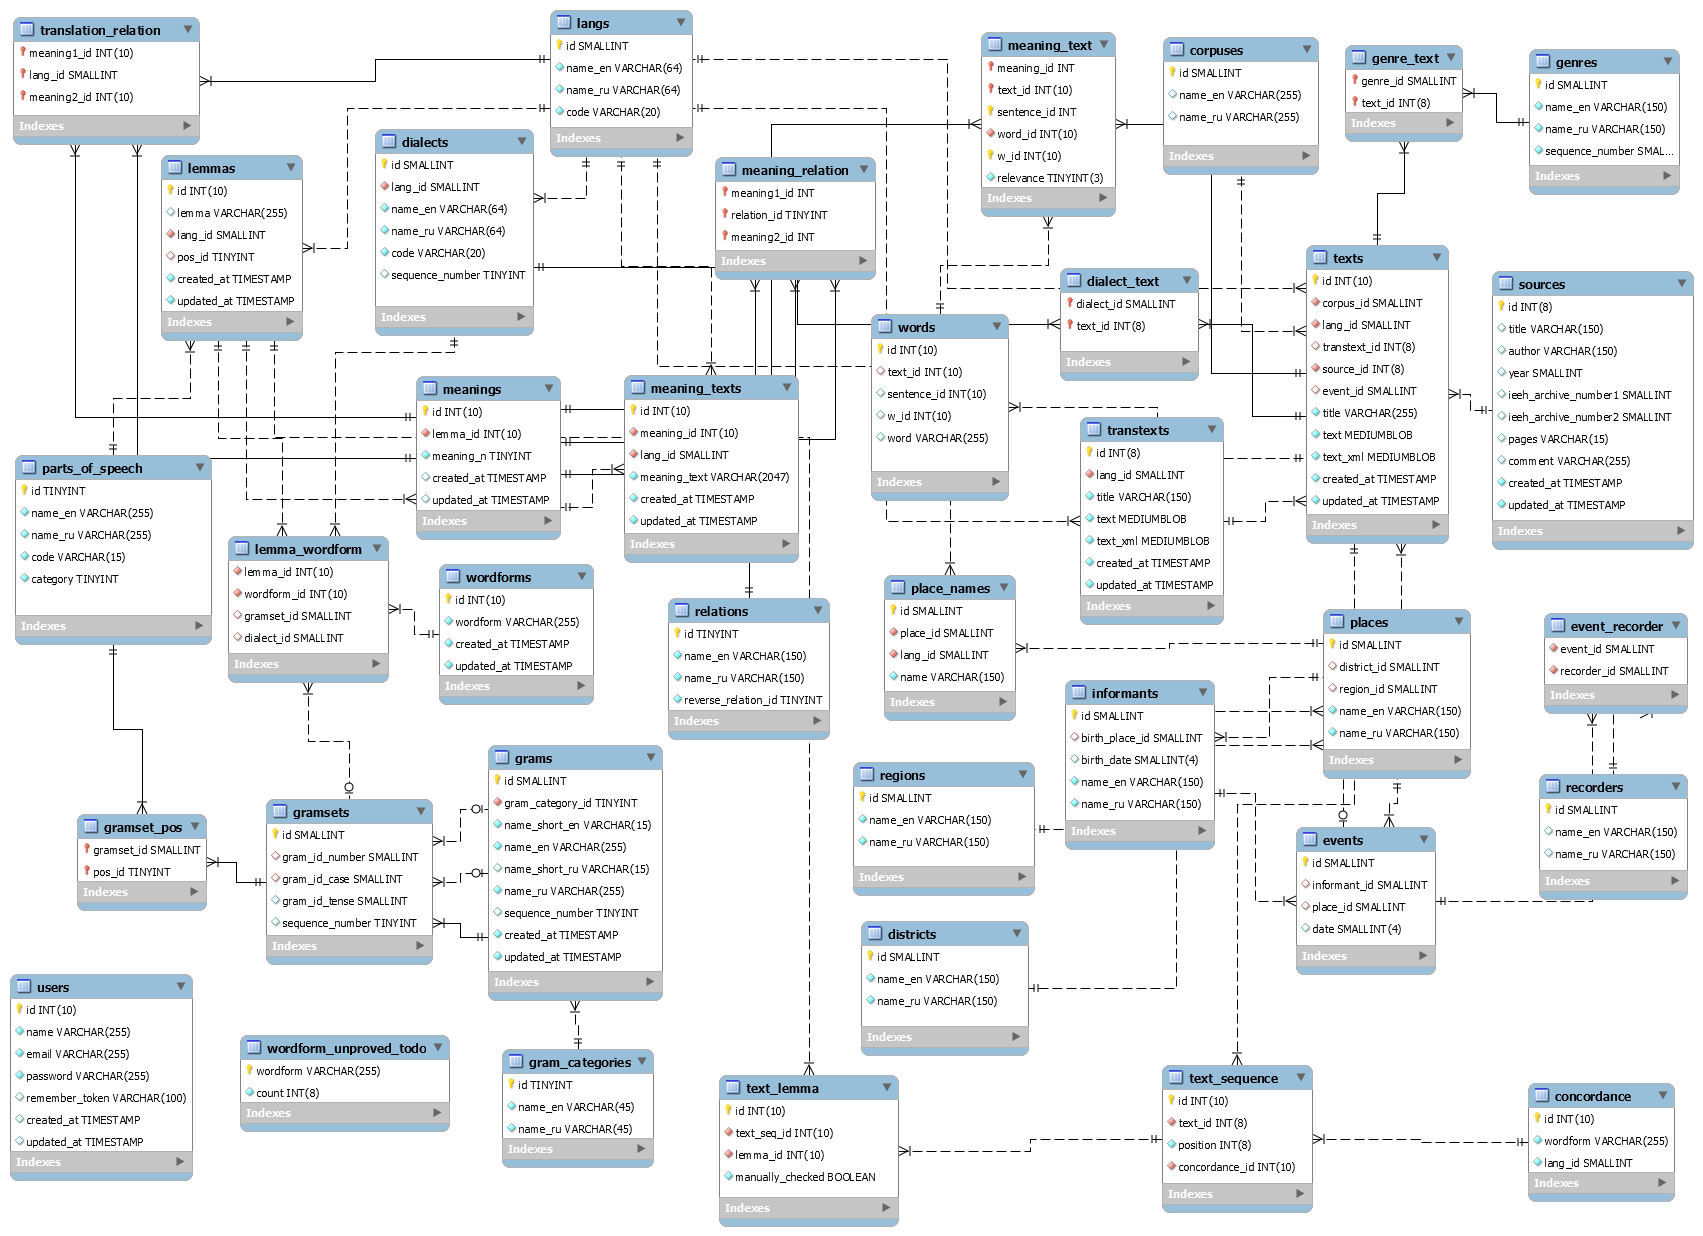 translation_relation
meaning1_id INT(10)
lang_id SMALLINT
meaning2_id INT(10)
Indexes
langs
id SMALLINT
name_en VARCHAR(64)
name_ru VARCHAR(64)
code VARCHAR(20)
Indexes
meaning_text
meaning_id INT
text_id INT(10)
sentence_id INT
word_id INT(10)
w_id INT(10)
relevance TINYINT(3)
Indexes
corpuses
id SMALLINT
name_en VARCHAR(255)
name_ru VARCHAR(255)
Indexes
genre_text
genre_id SMALLINT
text_id INT(8)
Indexes
genres
id SMALLINT
name_en VARCHAR(150)
name_ru VARCHAR(150)
sequence_number SMAL...
Indexes
lemmas
id INT(10)
lemma VARCHAR(255)
lang_id SMALLINT
pos_id TINYINT
created_at TIMESTAMP
updated_at TIMESTAMP
Indexes
dialects
id SMALLINT
lang_id SMALLINT
name_en VARCHAR(64)
name_ru VARCHAR(64)
code VARCHAR(20)
sequence_number TINYINT
Indexes
meaning_relation
meaning1_id INT
relation_id TINYINT
meaning2_id INT
Indexes
dialect_text
dialect_id SMALLINT
text_id INT(8)
Indexes
texts
id INT(10)
corpus_id SMALLINT
lang_id SMALLINT
transtext_id INT(8)
source_id INT(8)
event_id SMALLINT
title VARCHAR(255)
text MEDIUMBLOB
text_xml MEDIUMBLOB
created_at TIMESTAMP
updated_at TIMESTAMP
Indexes
sources
id INT(8)
title VARCHAR(150)
author VARCHAR(150)
year SMALLINT
ieeh_archive_number1 SMALLINT
ieeh_archive_number2 SMALLINT
pages VARCHAR(15)
comment VARCHAR(255)
created_at TIMESTAMP
updated_at TIMESTAMP
Indexes
words
id INT(10)
text_id INT(10)
sentence_id INT(10)
w_id INT(10)
word VARCHAR(255)
Indexes
meanings
id INT(10)
lemma_id INT(10)
meaning_n TINYINT
created_at TIMESTAMP
updated_at TIMESTAMP
Indexes
meaning_texts
id INT(10)
meaning_id INT(10)
lang_id SMALLINT
meaning_text VARCHAR(2047)
created_at TIMESTAMP
updated_at TIMESTAMP
Indexes
transtexts
id INT(8)
lang_id SMALLINT
title VARCHAR(150)
text MEDIUMBLOB
text_xml MEDIUMBLOB
created_at TIMESTAMP
updated_at TIMESTAMP
Indexes
parts_of_speech
id TINYINT
name_en VARCHAR(255)
name_ru VARCHAR(255)
code VARCHAR(15)
category TINYINT
Indexes
lemma_wordform
lemma_id INT(10)
wordform_id INT(10)
gramset_id SMALLINT
dialect_id SMALLINT
Indexes
wordforms
id INT(10)
wordform VARCHAR(255)
created_at TIMESTAMP
updated_at TIMESTAMP
Indexes
relations
id TINYINT
name_en VARCHAR(150)
name_ru VARCHAR(150)
reverse_relation_id TINYINT
Indexes
place_names
id SMALLINT
place_id SMALLINT
lang_id SMALLINT
name VARCHAR(150)
Indexes
places
id SMALLINT
district_id SMALLINT
region_id SMALLINT
name_en VARCHAR(150)
name_ru VARCHAR(150)
Indexes
event_recorder
event_id SMALLINT
recorder_id SMALLINT
Indexes
informants
id SMALLINT
birth_place_id SMALLINT
birth_date SMALLINT(4)
name_en VARCHAR(150)
name_ru VARCHAR(150)
Indexes
grams
id SMALLINT
gram_category_id TINYINT
name_short_en VARCHAR(15)
name_en VARCHAR(255)
name_short_ru VARCHAR(15)
name_ru VARCHAR(255)
sequence_number TINYINT
created_at TIMESTAMP
updated_at TIMESTAMP
Indexes
regions
id SMALLINT
name_en VARCHAR(150)
name_ru VARCHAR(150)
Indexes
recorders
id SMALLINT
name_en VARCHAR(150)
name_ru VARCHAR(150)
Indexes
gramset_pos
gramset_id SMALLINT
pos_id TINYINT
Indexes
gramsets
id SMALLINT
gram_id_number SMALLINT
gram_id_case SMALLINT
gram_id_tense SMALLINT
sequence_number TINYINT
Indexes
events
id SMALLINT
informant_id SMALLINT
place_id SMALLINT
date SMALLINT(4)
Indexes
districts
id SMALLINT
name_en VARCHAR(150)
name_ru VARCHAR(150)
Indexes
users
id INT(10)
name VARCHAR(255)
email VARCHAR(255)
password VARCHAR(255)
remember_token VARCHAR(100)
created_at TIMESTAMP
updated_at TIMESTAMP
Indexes
wordform_unproved_todo
wordform VARCHAR(255)
count INT(8)
Indexes
gram_categories
id TINYINT
name_en VARCHAR(45)
name_ru VARCHAR(45)
Indexes
text_lemma
id INT(10)
text_seq_id INT(10)
lemma_id INT(10)
manually_checked BOOLEAN
Indexes
text_sequence
id INT(10)
text_id INT(8)
position INT(8)
concordance_id INT(10)
Indexes
concordance
id INT(10)
wordform VARCHAR(255)
lang_id SMALLINT
Indexes